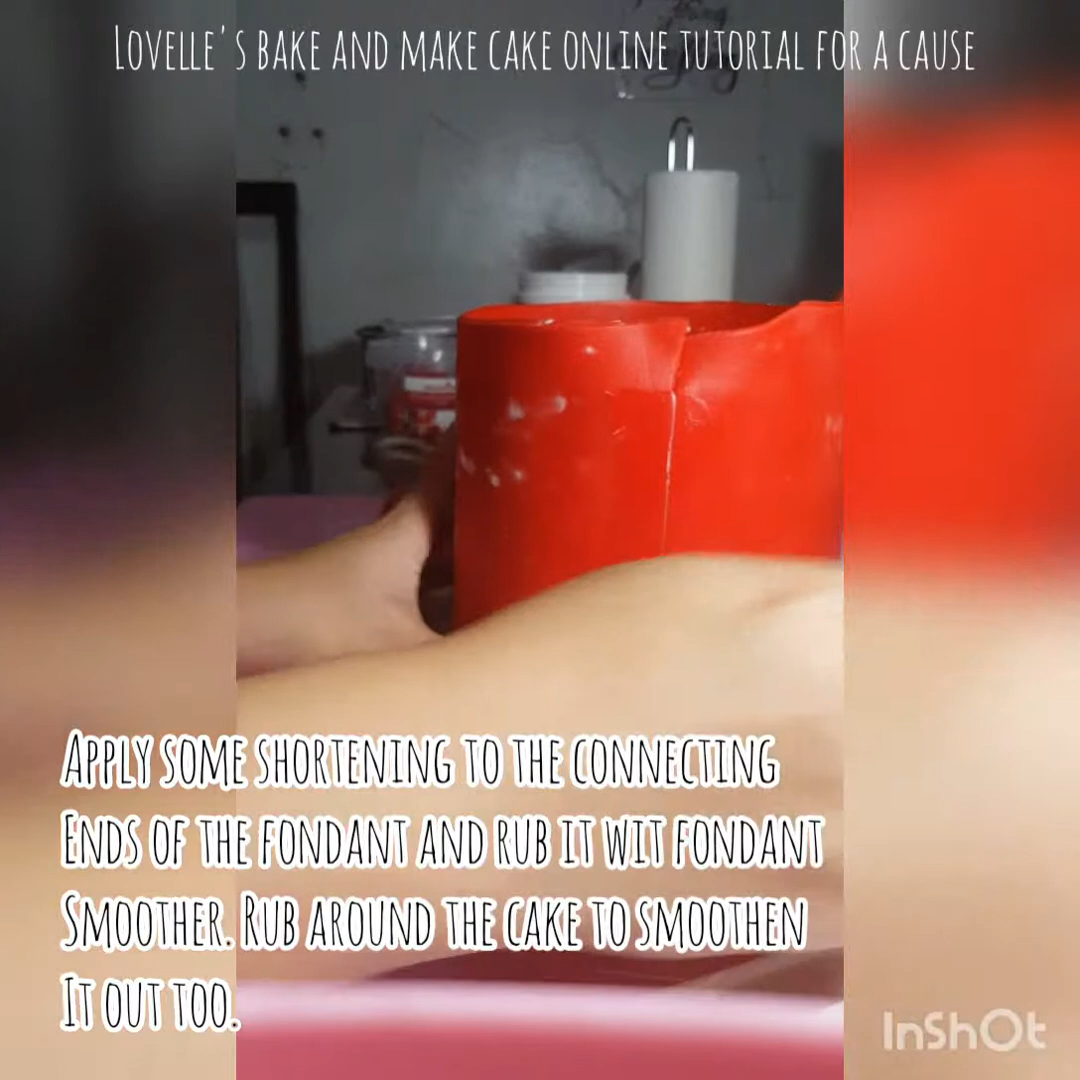 Lovelle's bake and make cake online tutorial for a cause
Apply some shortening to the connecting
Ends of the fondant and rub it wit fondant
Smoother. Rub around the cake to smoothen
It out too.
InShOt